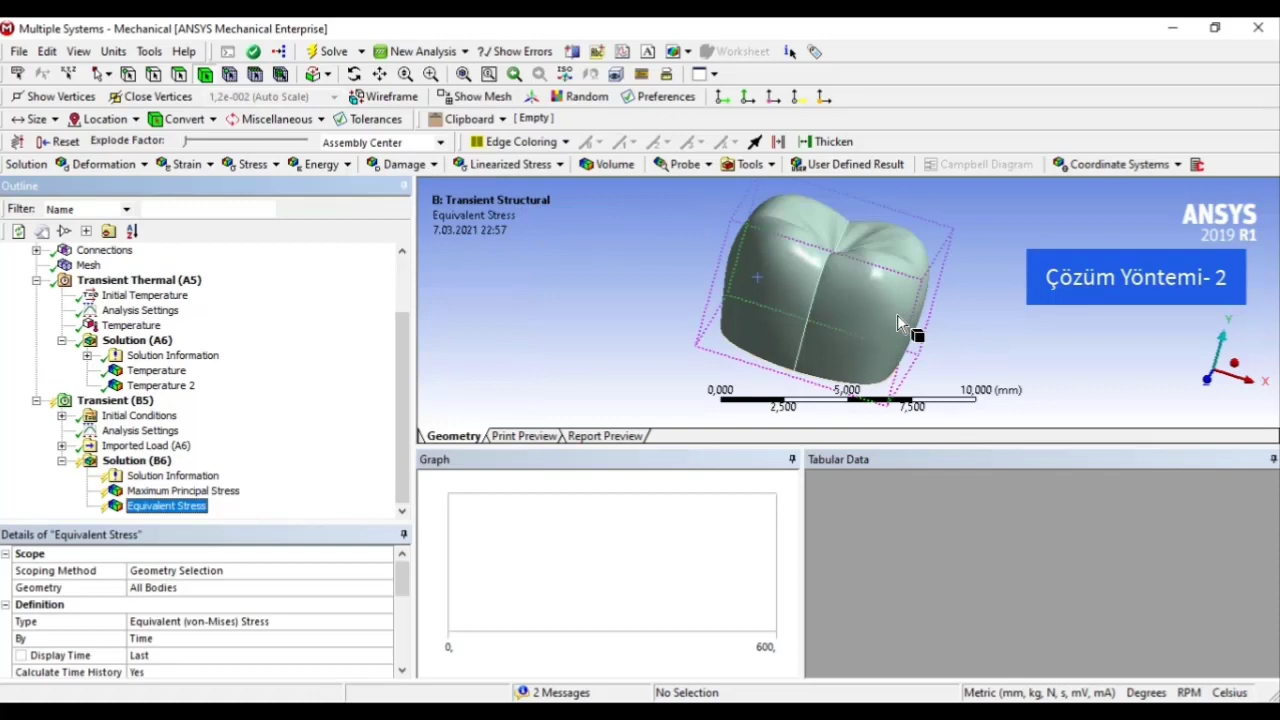 Multiple Systems - Mechanical [ANSYS Mechanical Enterprise]
File Edit View Units Tools Help Solve New Analysis ?/ Show Errors A Worksheet i
ISO
Show Vertices Close Vertices 1,2e-002 (Auto Scale) Wireframe Show Mesh Random Preferences
Size Location Convert Miscellaneous Tolerances Clipboard [ Empty ]
Reset Explode Factor: Assembly Center Edge Coloring Thicken
Solution Deformation Strain Stress Energy Damage Linearized Stress Volume Probe Tools User Defined Result Campbell Diagram Coordinate Systems
Outline
Filter: Name
Connections
Mesh
Transient Thermal (A5)
Initial Temperature
Analysis Settings
Temperature
Solution (A6)
Solution Information
Temperature
Temperature 2
Transient (B5)
Initial Conditions
Analysis Settings
Imported Load (A6)
Solution (B6)
Solution Information
Maximum Principal Stress
Equivalent Stress
Details of "Equivalent Stress"
Scope
Scoping Method Geometry Selection
Geometry All Bodies
Definition
Type Equivalent (von-Mises) Stress
By Time
Display Time Last
Calculate Time History Yes
B: Transient Structural
Equivalent Stress
7.03.2021 22:57
ANSYS
2019 R1
Çözüm Yöntemi- 2
Y
X
0,000 5,000 10,000 (mm)
2,500 7,500
Geometry Print Preview Report Preview
Graph
0, 600,
Tabular Data
2 Messages No Selection Metric (mm, kg, N, s, mV, mA) Degrees RPM Celsius